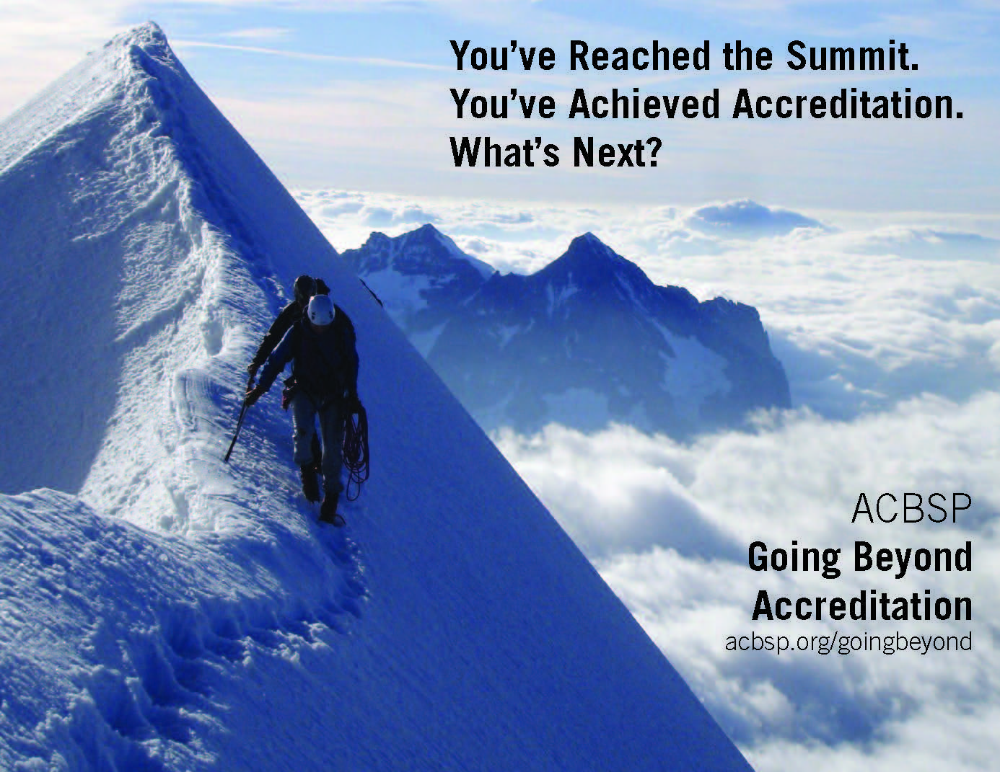 You’ve Reached the Summit.
You’ve Achieved Accreditation.
What’s Next?
ACBSP
Going Beyond
Accreditation
acbsp.org/goingbeyond